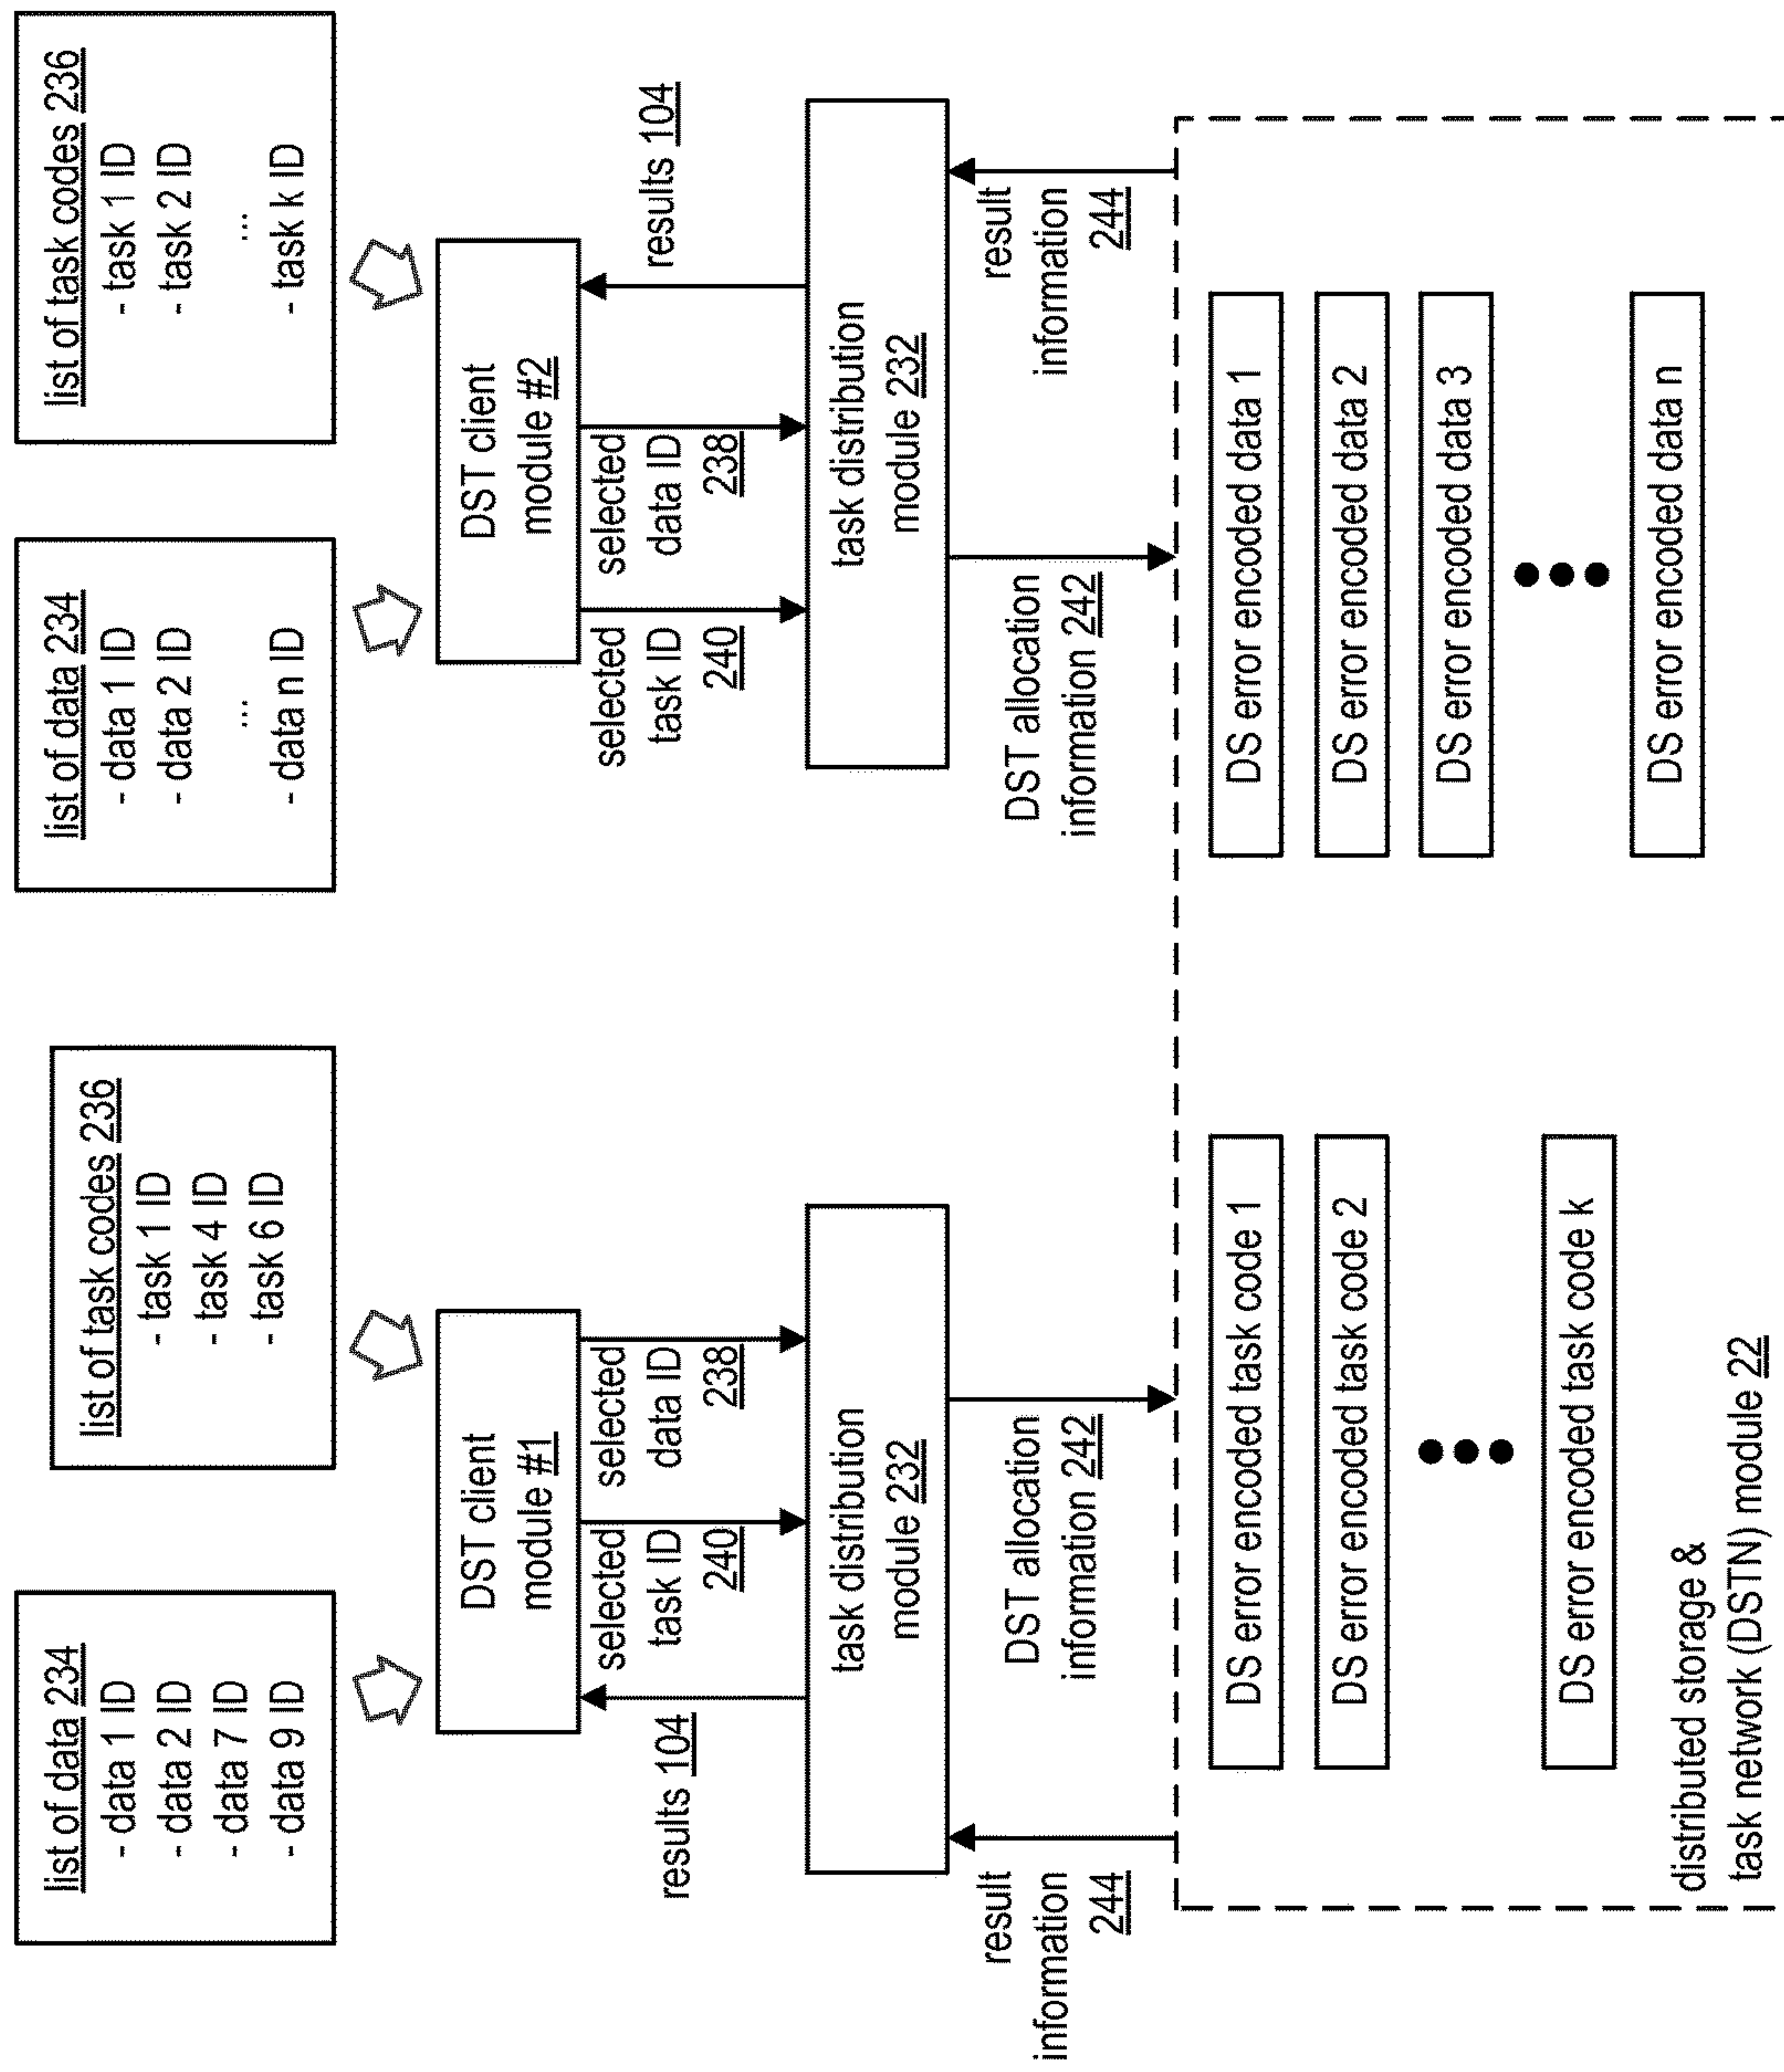 list of data 234
- data 1 ID
- data 2 ID
- data 7 ID
- data 9 ID
list of task codes 236
- task 1 ID
- task 4 ID
- task 6 ID
list of data 234
- data 1 ID
- data 2 ID
...
- data n ID
list of task codes 236
- task 1 ID
- task 2 ID
...
- task k ID
DST client
module #1
DST client
module #2
results 104
selected
task ID
240
selected
data ID
238
selected
task ID
240
selected
data ID
238
results 104
task distribution
module 232
task distribution
module 232
result
information
244
DST allocation
information 242
DST allocation
information 242
result
information
244
DS error encoded task code 1
DS error encoded task code 2
DS error encoded task code k
DS error encoded data 1
DS error encoded data 2
DS error encoded data 3
DS error encoded data n
distributed storage &
task network (DSTN) module 22